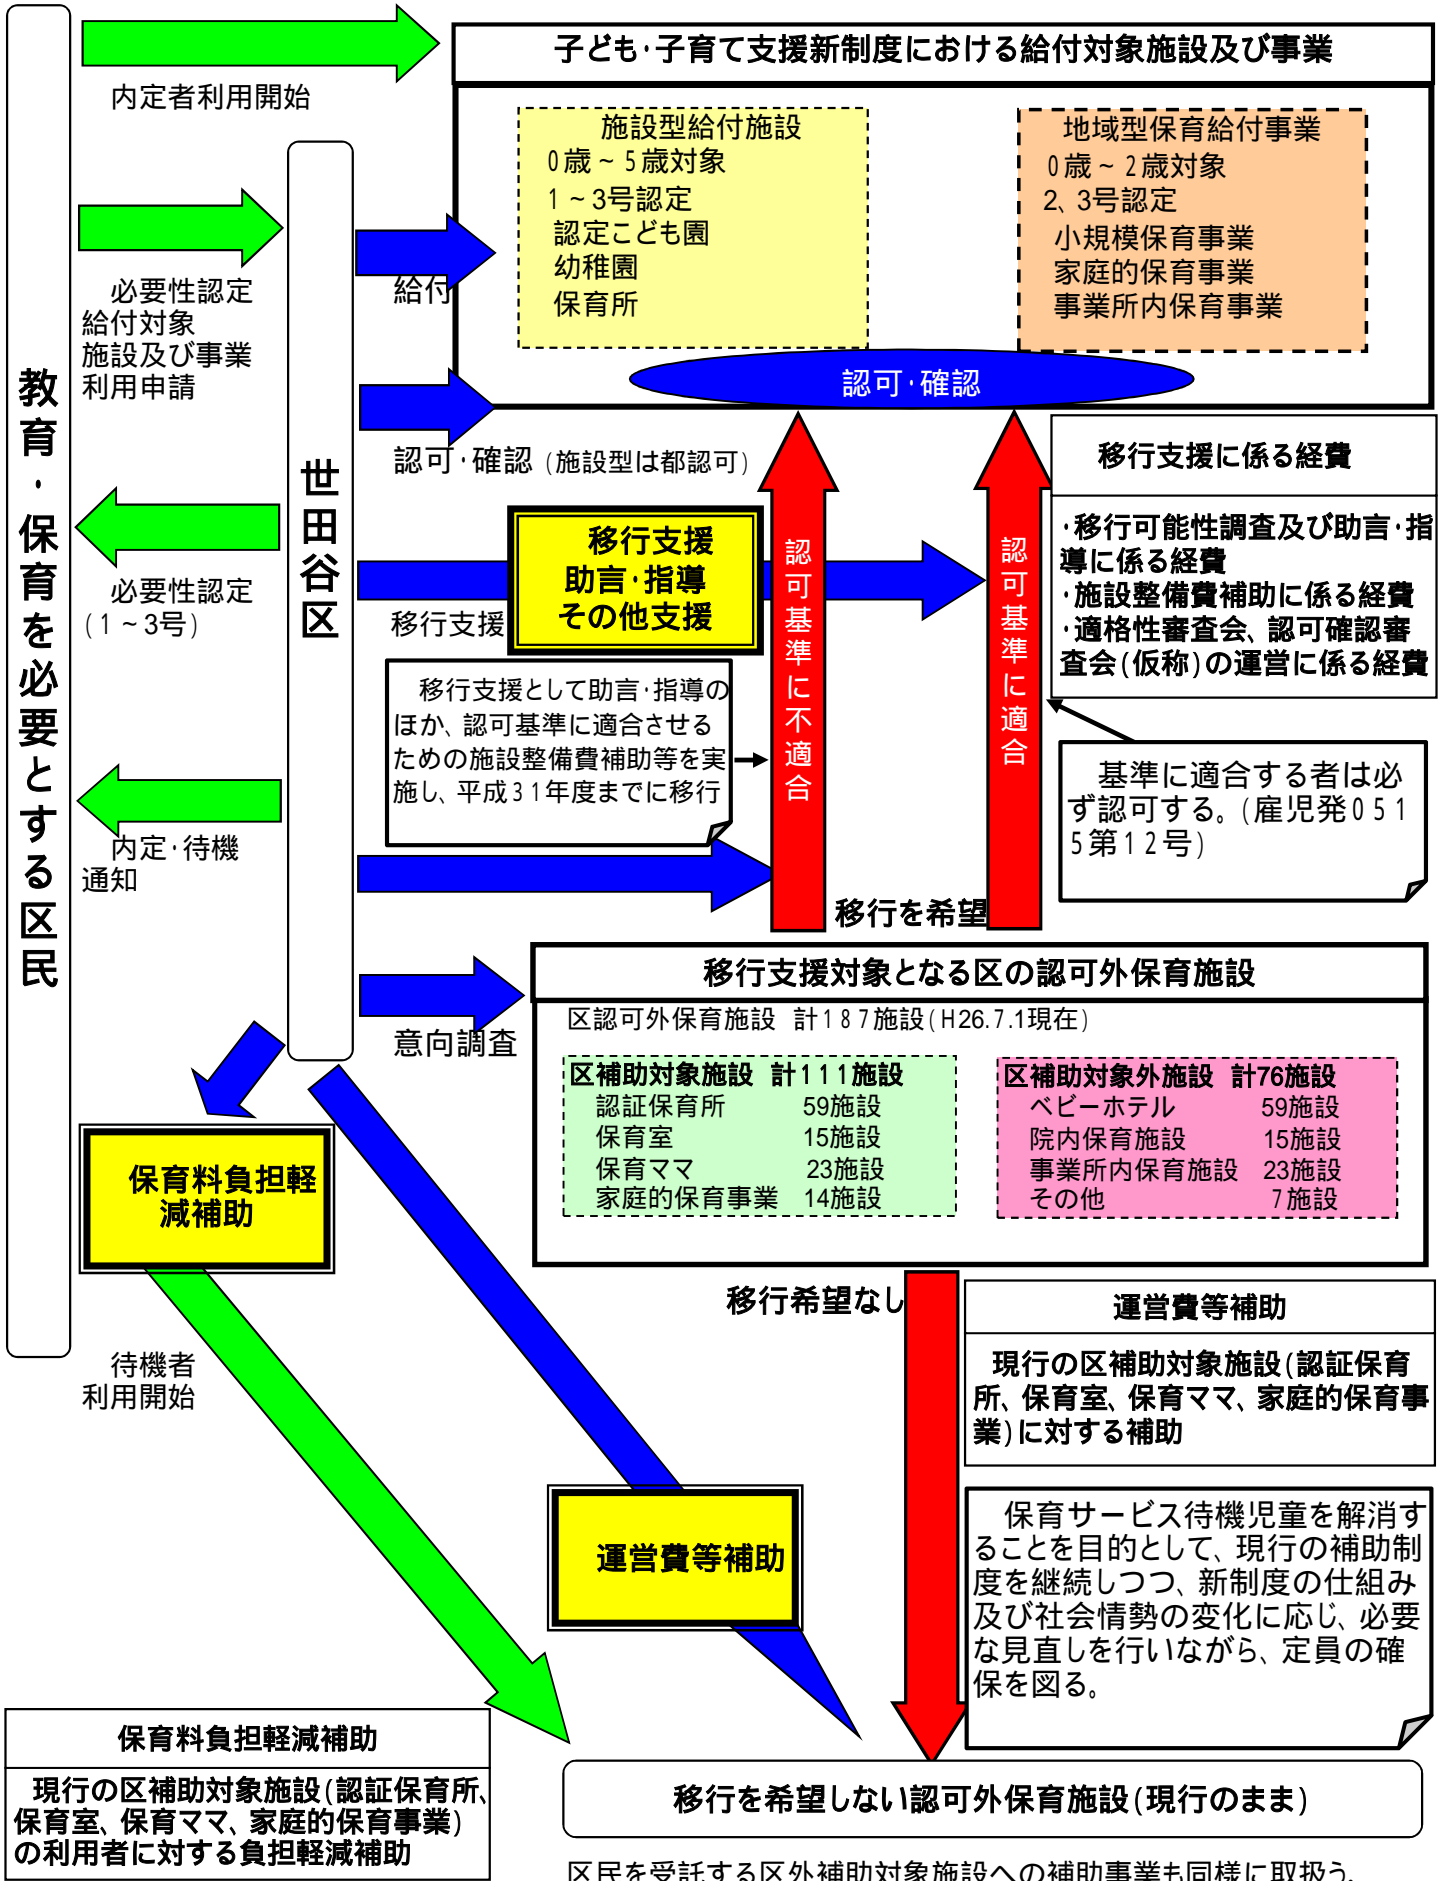 子ども・子育て支援新制度における給付対象施設及び事業
内定者利用開始
施設型給付施設
0歳～5歳対象
1～3号認定
認定こども園
幼稚園
保育所
地域型保育給付事業
0歳～2歳対象
2、3号認定
小規模保育事業
家庭的保育事業
事業所内保育事業
認可・確認
教育・保育を必要とする区民
世田谷区
必要性認定
給付対象
施設及び事業
利用申請
給付
認可・確認（施設型は都認可）
必要性認定
（1～3号）
移行支援
移行支援
助言・指導
その他支援
認可基準に不適合
認可基準に適合
移行支援に係る経費
・移行可能性調査及び助言・指
導に係る経費
・施設整備費補助に係る経費
・適格性審査会、認可確認審
査会(仮称)の運営に係る経費
移行支援として助言・指導の
ほか、認可基準に適合させる
ための施設整備費補助等を実
施し、平成31年度までに移行
基準に適合する者は必
ず認可する。(雇児発051
5第12号)
内定・待機
通知
移行を希望
意向調査
移行支援対象となる区の認可外保育施設
区認可外保育施設 計187施設(H26.7.1現在)
区補助対象施設 計111施設
認証保育所 59施設
保育室 15施設
保育ママ 23施設
家庭的保育事業 14施設
区補助対象外施設 計76施設
ベビーホテル 59施設
院内保育施設 15施設
事業所内保育施設 23施設
その他 7施設
保育料負担軽
減補助
移行希望なし
運営費等補助
現行の区補助対象施設(認証保育
所、保育室、保育ママ、家庭的保育事
業)に対する補助
待機者
利用開始
運営費等補助
保育サービス待機児童を解消す
ることを目的として、現行の補助制
度を継続しつつ、新制度の仕組み
及び社会情勢の変化に応じ、必要
な見直しを行いながら、定員の確
保を図る。
保育料負担軽減補助
現行の区補助対象施設(認証保育所、
保育室、保育ママ、家庭的保育事業)
の利用者に対する負担軽減補助
移行を希望しない認可外保育施設(現行のまま)
区民を受託する区外補助対象施設への補助事業も同様に取扱う。